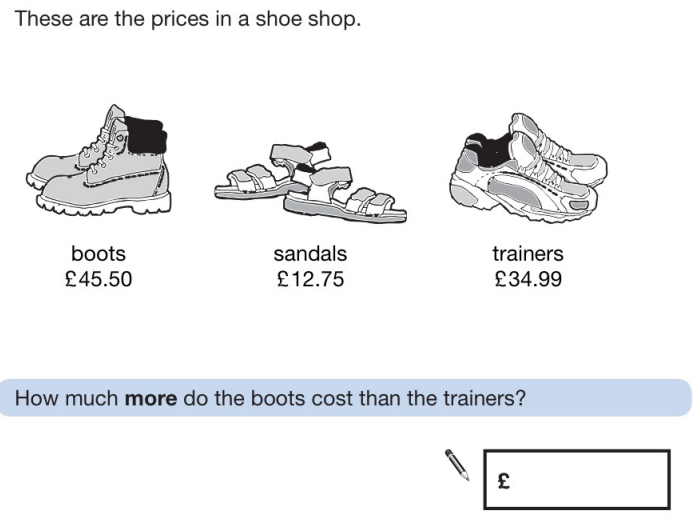 These are the prices in a shoe shop.
boots
£45.50
sandals
£12.75
trainers
£34.99
How much more do the boots cost than the trainers?
£